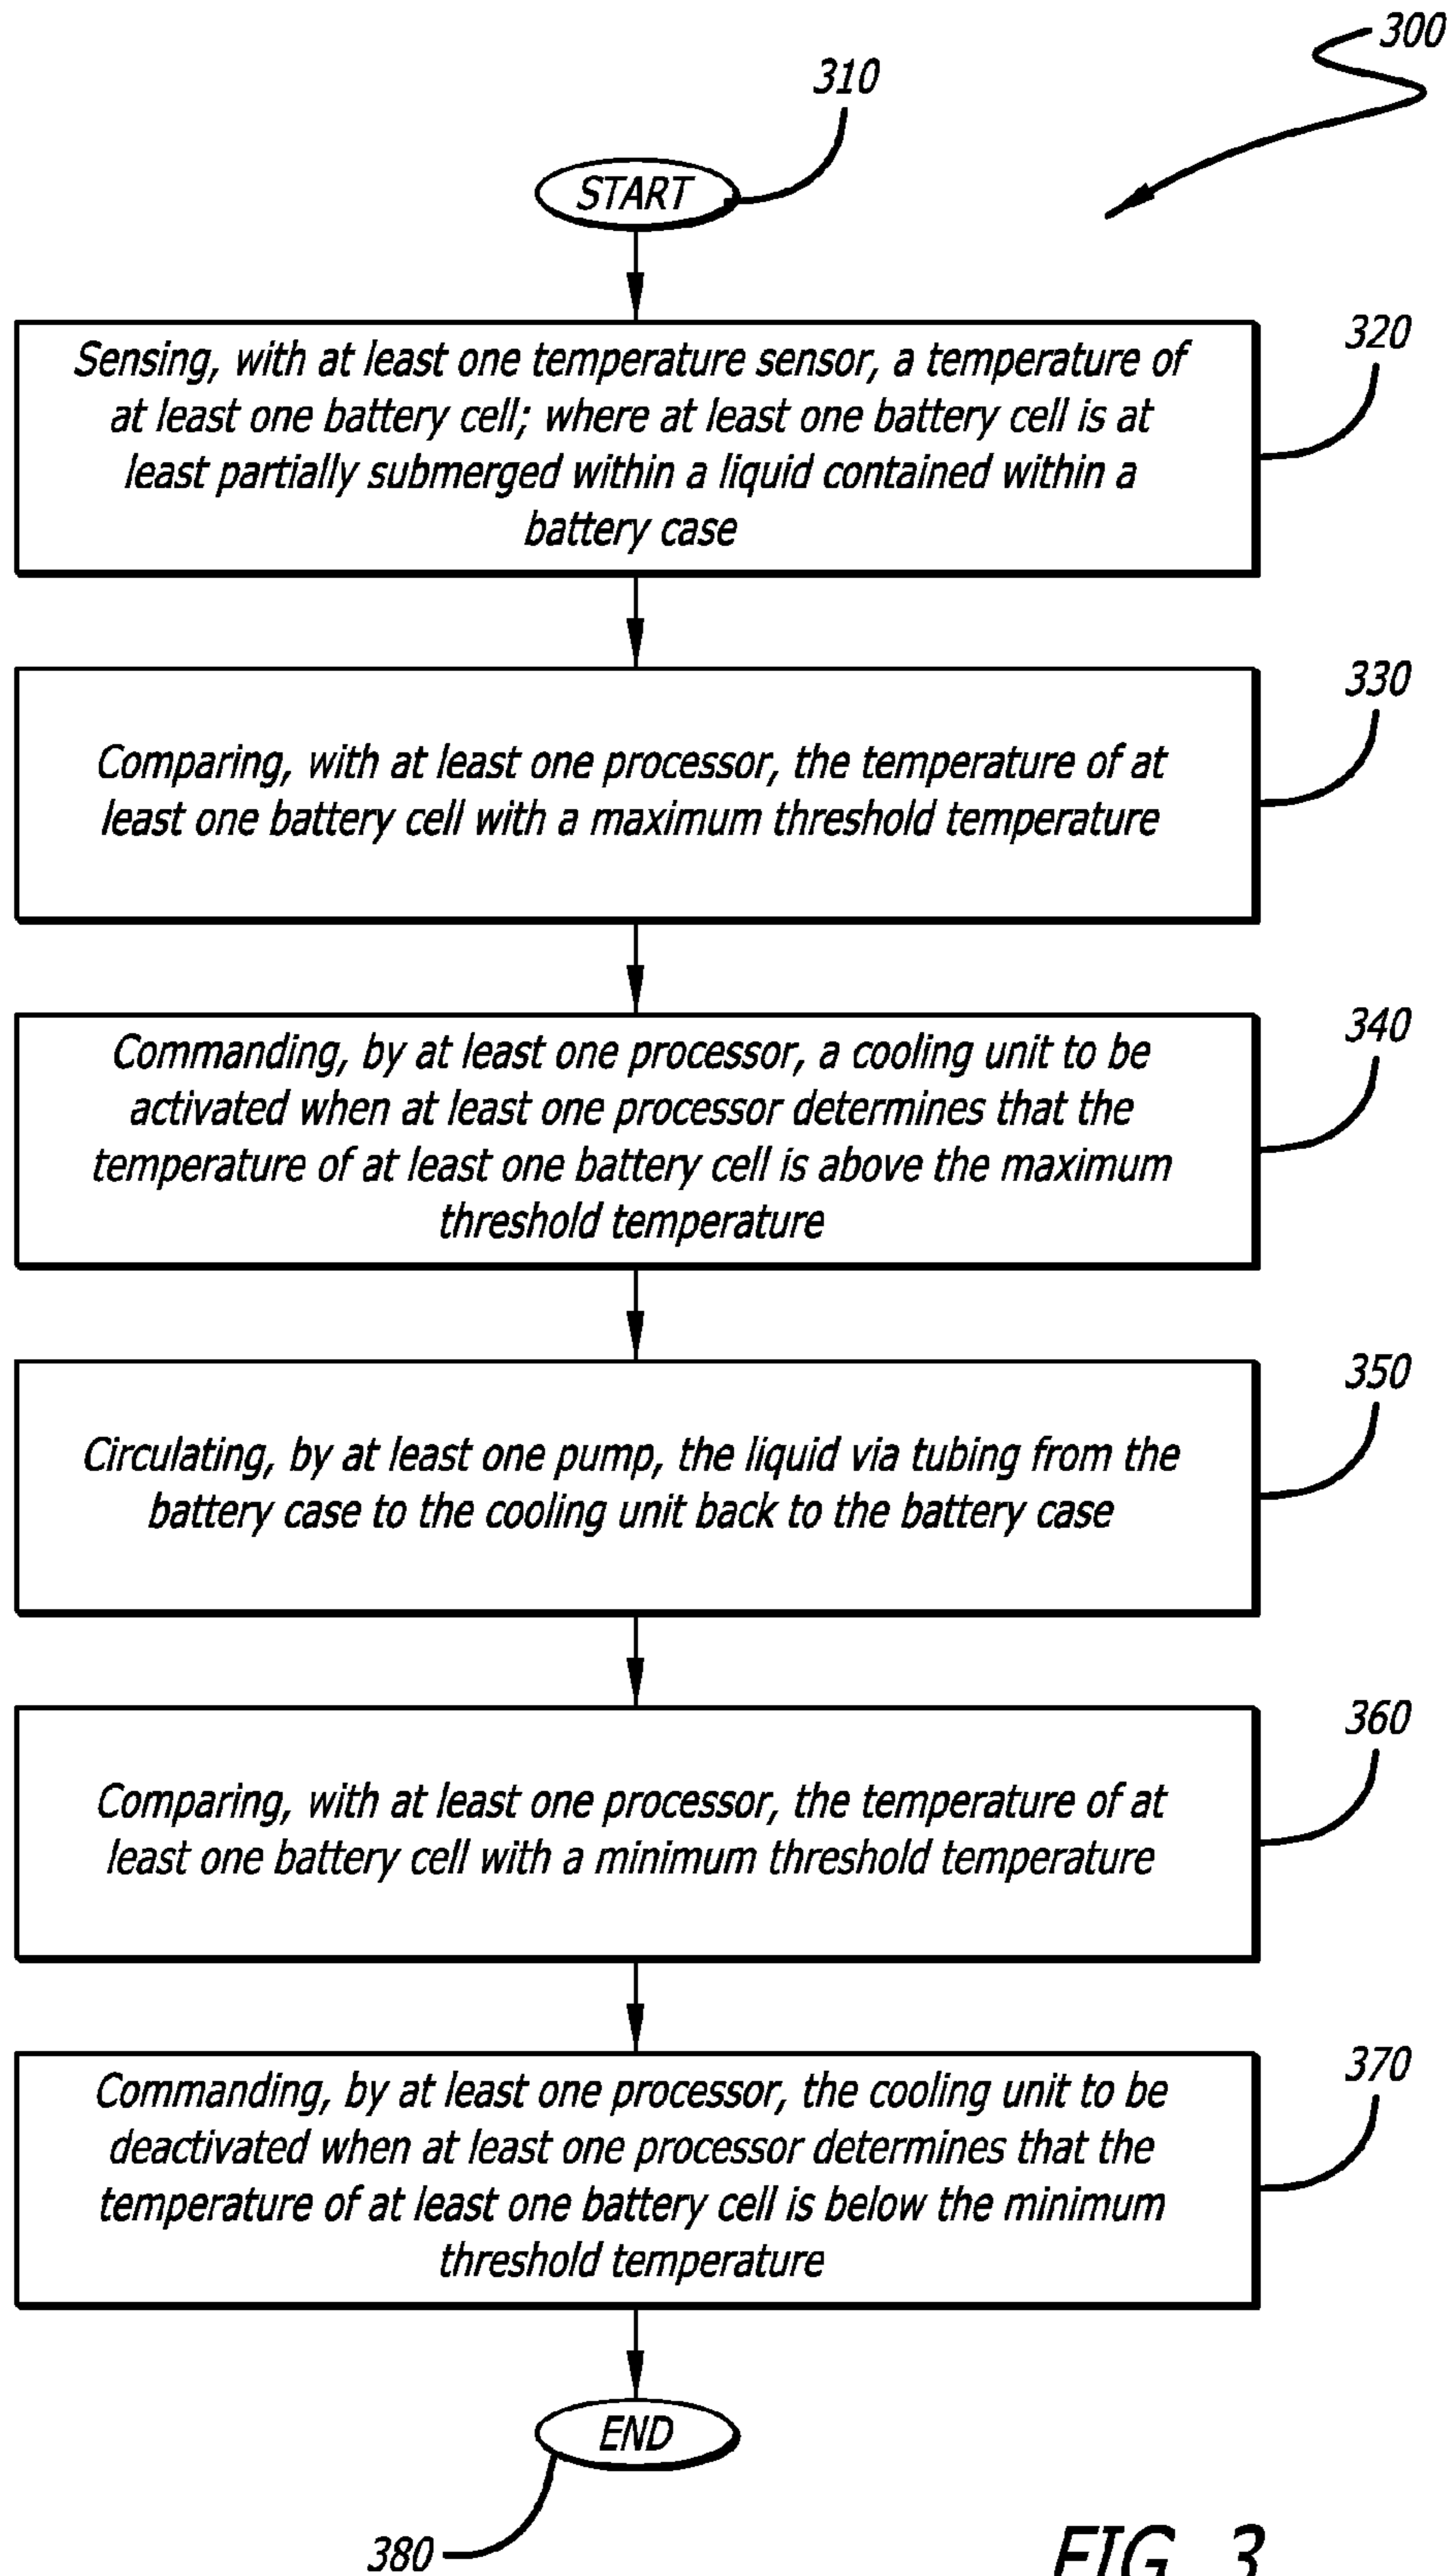 300
310
START
320
Sensing, with at least one temperature sensor, a temperature of
at least one battery cell; where at least one battery cell is at
least partially submerged within a liquid contained within a
battery case
330
Comparing, with at least one processor, the temperature of at
least one battery cell with a maximum threshold temperature
340
Commanding, by at least one processor, a cooling unit to be
activated when at least one processor determines that the
temperature of at least one battery cell is above the maximum
threshold temperature
350
Circulating, by at least one pump, the liquid via tubing from the
battery case to the cooling unit back to the battery case
360
Comparing, with at least one processor, the temperature of at
least one battery cell with a minimum threshold temperature
370
Commanding, by at least one processor, the cooling unit to be
deactivated when at least one processor determines that the
temperature of at least one battery cell is below the minimum
threshold temperature
END
380
FIG. 3